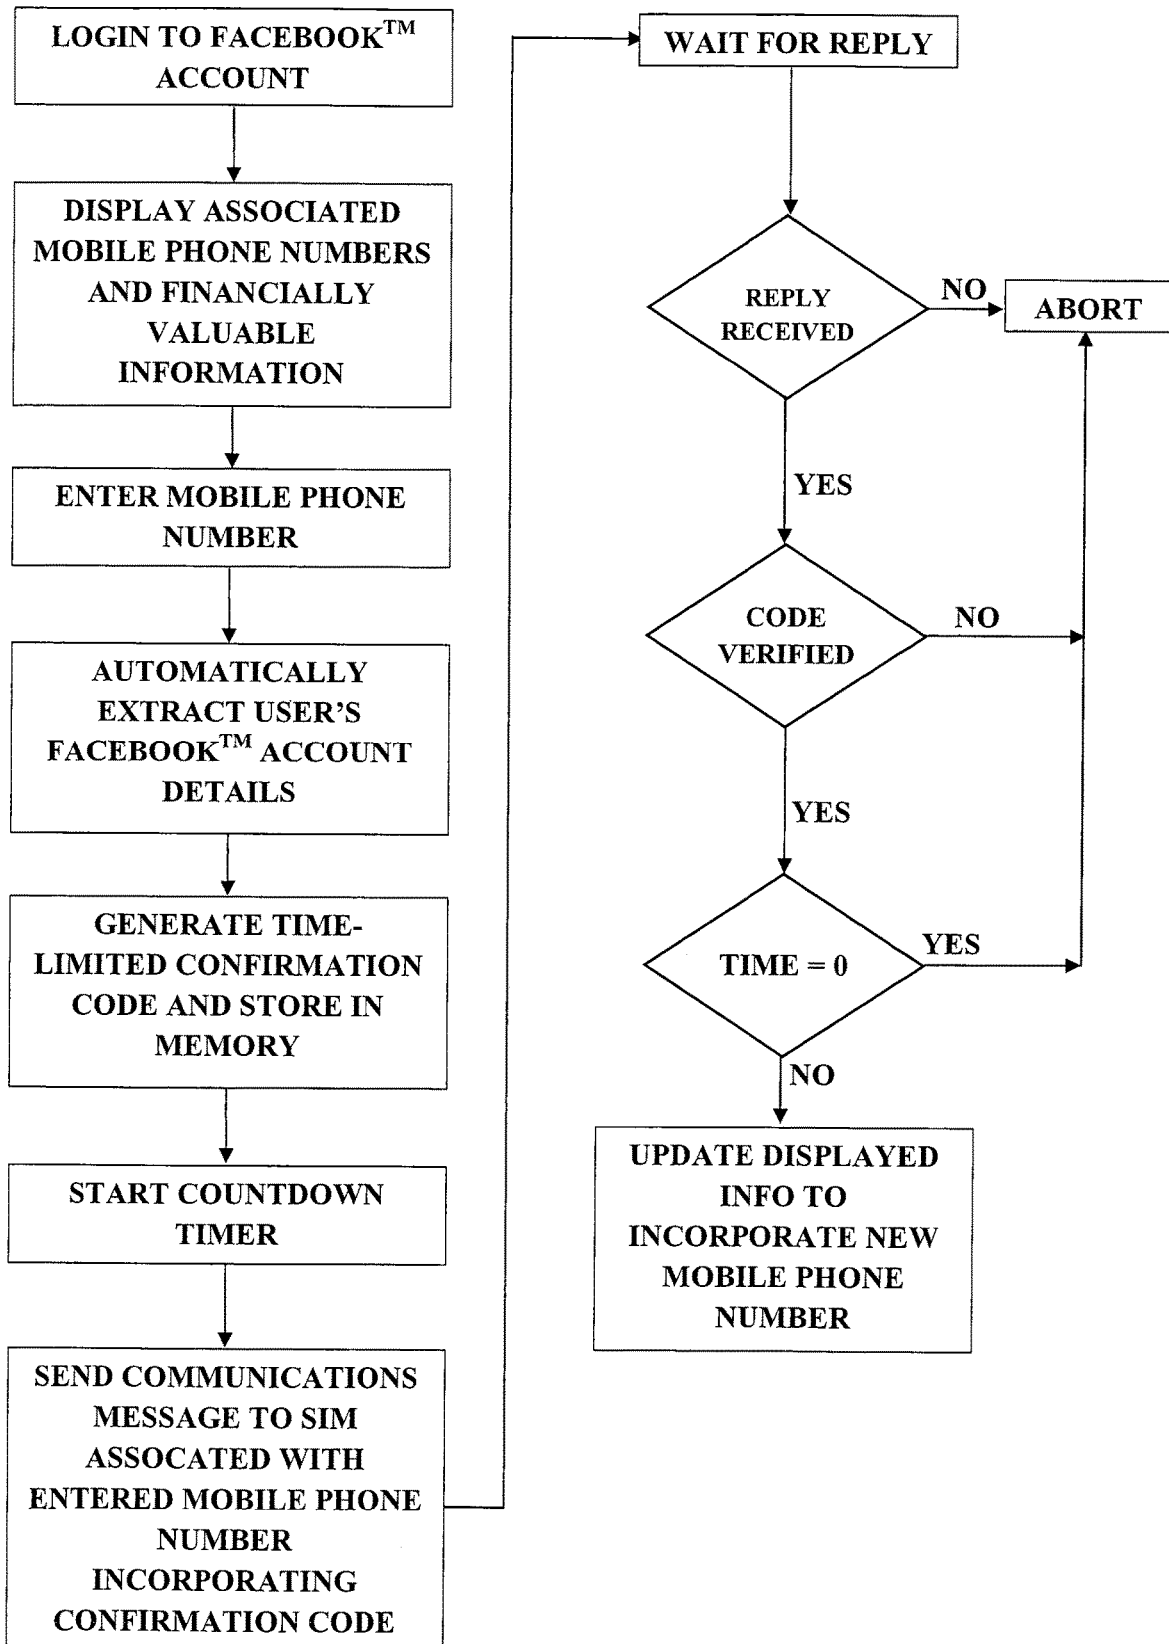 LOGIN TO FACEBOOK™
ACCOUNT
DISPLAY ASSOCIATED
MOBILE PHONE NUMBERS
AND FINANCIALLY
VALUABLE
INFORMATION
ENTER MOBILE PHONE
NUMBER
AUTOMATICALLY
EXTRACT USER'S
FACEBOOK™ ACCOUNT
DETAILS
GENERATE TIME-
LIMITED CONFIRMATION
CODE AND STORE IN
MEMORY
START COUNTDOWN
TIMER
SEND COMMUNICATIONS
MESSAGE TO SIM
ASSOCATED WITH
ENTERED MOBILE PHONE
NUMBER
INCORPORATING
CONFIRMATION CODE
WAIT FOR REPLY
REPLY
RECEIVED
NO
ABORT
YES
CODE
VERIFIED
NO
YES
TIME = 0
YES
NO
UPDATE DISPLAYED
INFO TO
INCORPORATE NEW
MOBILE PHONE
NUMBER